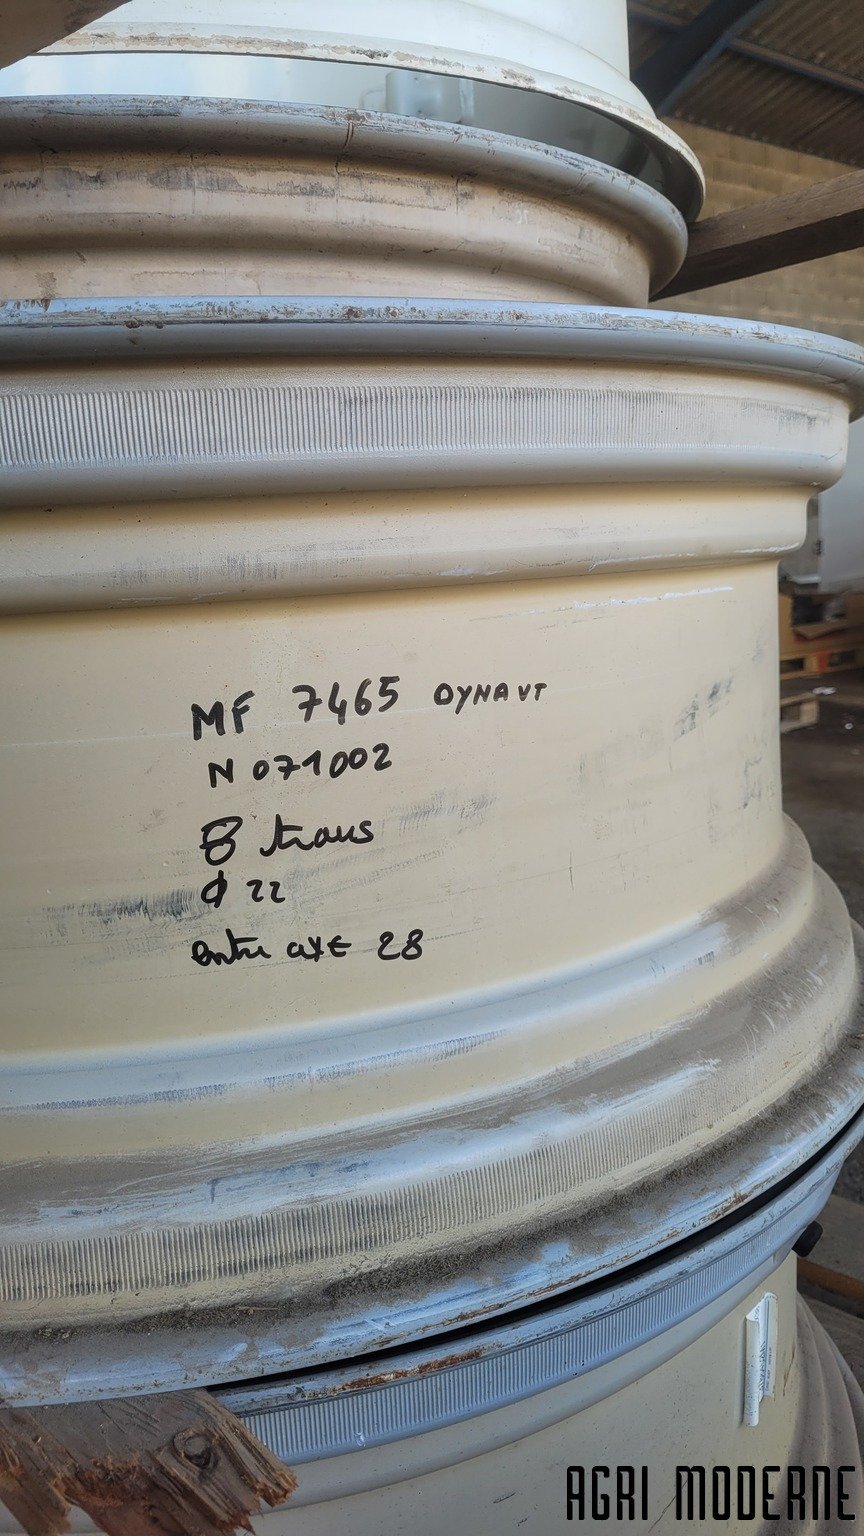 MF 7465 DYNA VT
N 071002
8 trous
Φ 22
entre axe 28
AGRI MODERNE